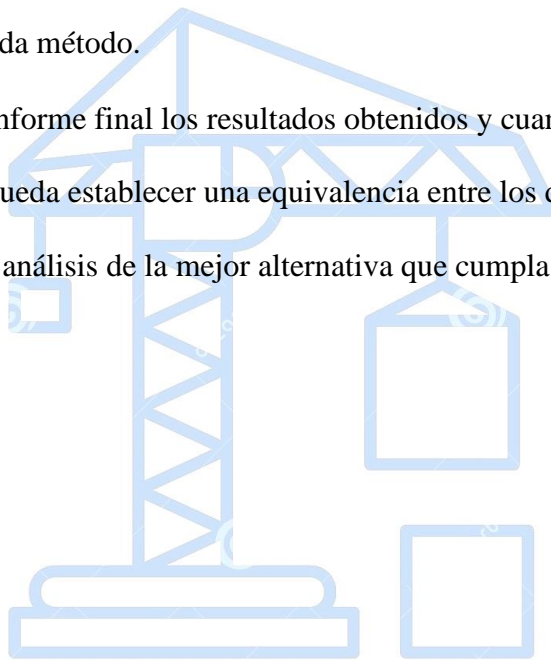 da método.
nforme final los resultados obtenidos y cuan
ueda establecer una equivalencia entre los d
análisis de la mejor alternativa que cumpla